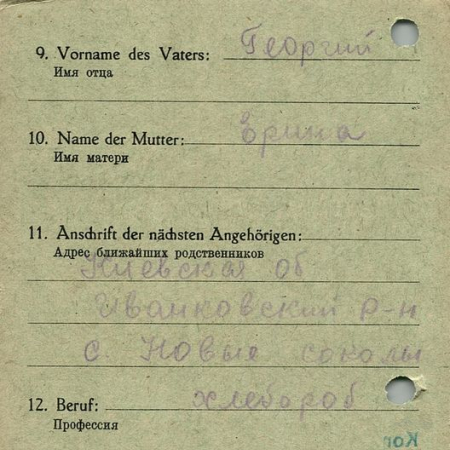 9. Vorname des Vaters: Георгий
Имя отца
10. Name der Mutter: Ерина
Имя матери
11. Anschrift der nächsten Angehörigen:
Адрес ближайших родственников
Киевская об
Иванковский р-н
с. Новые соколы
12. Beruf: хлебороб
Профессия